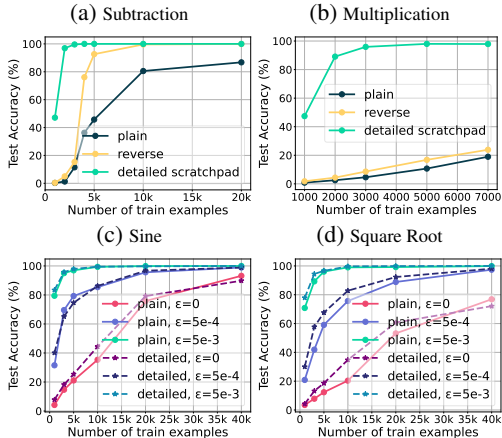 (a) Subtraction
(b) Multiplication
100
80
60
40
20
0
Test Accuracy (%)
plain
reverse
detailed scratchpad
0
5k
10k
15k
20k
Number of train examples
100
80
60
40
20
0
Test Accuracy (%)
plain
reverse
detailed scratchpad
1000 2000 3000 4000 5000 6000 7000
Number of train examples
(c) Sine
(d) Square Root
100
80
60
40
20
0
Test Accuracy (%)
plain, ε=0
plain, ε=5e-4
plain, ε=5e-3
detailed, ε=0
detailed, ε=5e-4
detailed, ε=5e-3
0 5k 10k 15k 20k 25k 30k 35k 40k
Number of train examples
100
80
60
40
20
0
Test Accuracy (%)
plain, ε=0
plain, ε=5e-4
plain, ε=5e-3
detailed, ε=0
detailed, ε=5e-4
detailed, ε=5e-3
0 5k 10k 15k 20k 25k 30k 35k 40k
Number of train examples